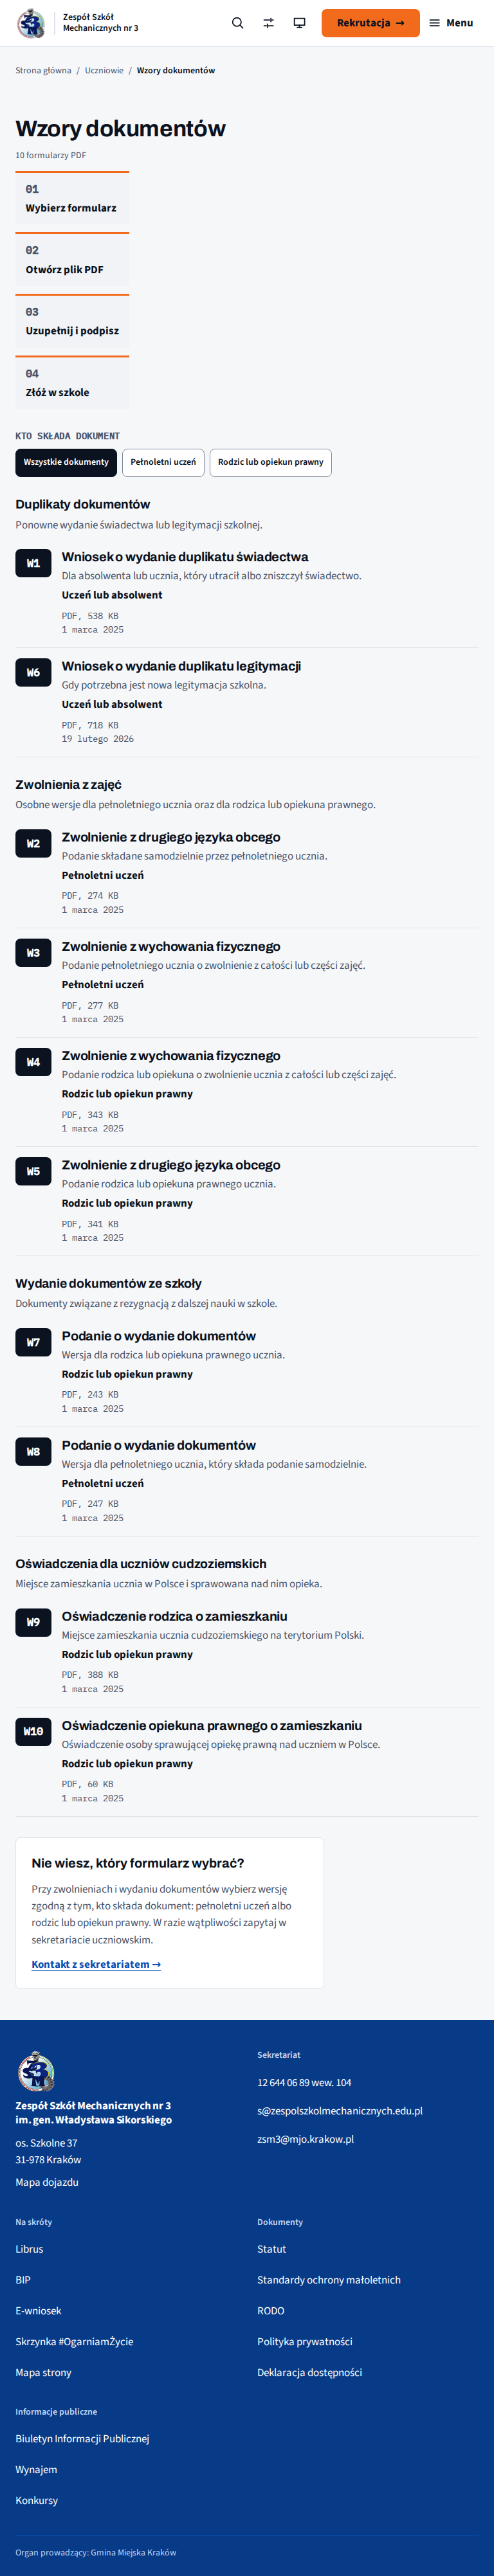 Zespół Szkół
Mechanicznych nr 3
Rekrutacja →
Menu
Strona główna / Uczniowie / Wzory dokumentów
Wzory dokumentów
10 formularzy PDF
01
Wybierz formularz
02
Otwórz plik PDF
03
Uzupełnij i podpisz
04
Złóż w szkole
KTO SKŁADA DOKUMENT
Wszystkie dokumenty
Pełnoletni uczeń
Rodzic lub opiekun prawny
Duplikaty dokumentów
Ponowne wydanie świadectwa lub legitymacji szkolnej.
W1
Wniosek o wydanie duplikatu świadectwa
Dla absolwenta lub ucznia, który utracił albo zniszczył świadectwo.
Uczeń lub absolwent
PDF, 538 KB
1 marca 2025
W6
Wniosek o wydanie duplikatu legitymacji
Gdy potrzebna jest nowa legitymacja szkolna.
Uczeń lub absolwent
PDF, 718 KB
19 lutego 2026
Zwolnienia z zajęć
Osobne wersje dla pełnoletniego ucznia oraz dla rodzica lub opiekuna prawnego.
W2
Zwolnienie z drugiego języka obcego
Podanie składane samodzielnie przez pełnoletniego ucznia.
Pełnoletni uczeń
PDF, 274 KB
1 marca 2025
W3
Zwolnienie z wychowania fizycznego
Podanie pełnoletniego ucznia o zwolnienie z całości lub części zajęć.
Pełnoletni uczeń
PDF, 277 KB
1 marca 2025
W4
Zwolnienie z wychowania fizycznego
Podanie rodzica lub opiekuna o zwolnienie ucznia z całości lub części zajęć.
Rodzic lub opiekun prawny
PDF, 343 KB
1 marca 2025
W5
Zwolnienie z drugiego języka obcego
Podanie rodzica lub opiekuna prawnego ucznia.
Rodzic lub opiekun prawny
PDF, 341 KB
1 marca 2025
Wydanie dokumentów ze szkoły
Dokumenty związane z rezygnacją z dalszej nauki w szkole.
W7
Podanie o wydanie dokumentów
Wersja dla rodzica lub opiekuna prawnego ucznia.
Rodzic lub opiekun prawny
PDF, 243 KB
1 marca 2025
W8
Podanie o wydanie dokumentów
Wersja dla pełnoletniego ucznia, który składa podanie samodzielnie.
Pełnoletni uczeń
PDF, 247 KB
1 marca 2025
Oświadczenia dla uczniów cudzoziemskich
Miejsce zamieszkania ucznia w Polsce i sprawowana nad nim opieka.
W9
Oświadczenie rodzica o zamieszkaniu
Miejsce zamieszkania ucznia cudzoziemskiego na terytorium Polski.
Rodzic lub opiekun prawny
PDF, 388 KB
1 marca 2025
W10
Oświadczenie opiekuna prawnego o zamieszkaniu
Oświadczenie osoby sprawującej opiekę prawną nad uczniem w Polsce.
Rodzic lub opiekun prawny
PDF, 60 KB
1 marca 2025
Nie wiesz, który formularz wybrać?
Przy zwolnieniach i wydaniu dokumentów wybierz wersję
zgodną z tym, kto składa dokument: pełnoletni uczeń albo
rodzic lub opiekun prawny. W razie wątpliwości zapytaj w
sekretariacie uczniowskim.
Kontakt z sekretariatem →
Zespół Szkół Mechanicznych nr 3
im. gen. Władysława Sikorskiego
os. Szkolne 37
31-978 Kraków
Mapa dojazdu
Sekretariat
12 644 06 89 wew. 104
s@zespolszkolmechanicznych.edu.pl
zsm3@mjo.krakow.pl
Na skróty
Librus
BIP
E-wniosek
Skrzynka #OgarniamŻycie
Mapa strony
Dokumenty
Statut
Standardy ochrony małoletnich
RODO
Polityka prywatności
Deklaracja dostępności
Informacje publiczne
Biuletyn Informacji Publicznej
Wynajem
Konkursy
Organ prowadzący: Gmina Miejska Kraków